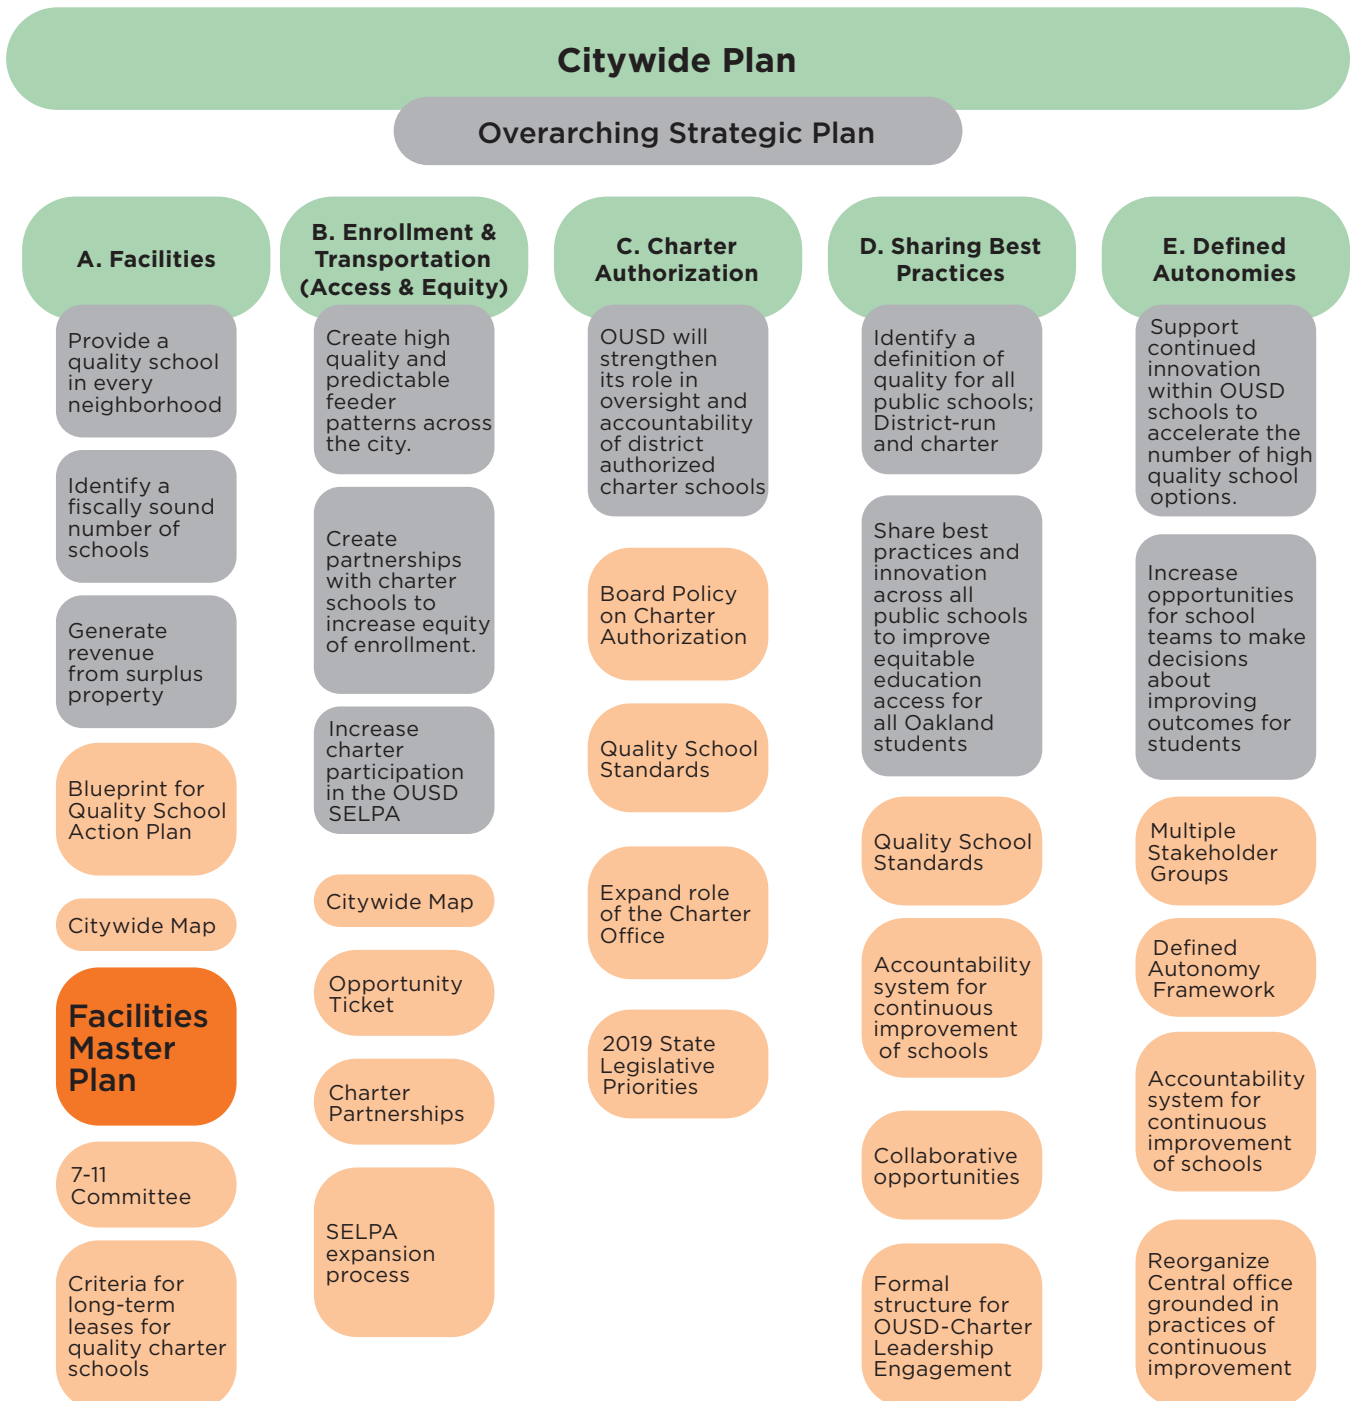 Citywide Plan
Overarching Strategic Plan
A. Facilities
Provide a
quality school
in every
neighborhood
Identify a
fiscally sound
number of
schools
Generate
revenue
from surplus
property
Blueprint for
Quality School
Action Plan
Citywide Map
Facilities
Master
Plan
7-11
Committee
Criteria for
long-term
leases for
quality charter
schools
B. Enrollment &
Transportation
(Access & Equity)
Create high
quality and
predictable
feeder
patterns across
the city.
Create
partnerships
with charter
schools to
increase equity
of enrollment.
Increase
charter
participation
in the OUSD
SELPA
Citywide Map
Opportunity
Ticket
Charter
Partnerships
SELPA
expansion
process
C. Charter
Authorization
OUSD will
strengthen
its role in
oversight and
accountability
of district
authorized
charter schools
Board Policy
on Charter
Authorization
Quality School
Standards
Expand role
of the Charter
Office
2019 State
Legislative
Priorities
D. Sharing Best
Practices
Identify a
definition of
quality for all
public schools;
District-run
and charter
Share best
practices and
innovation
across all
public schools
to improve
equitable
education
access for
all Oakland
students
Quality School
Standards
Accountability
system for
continuous
improvement
of schools
Collaborative
opportunities
Formal
structure for
OUSD-Charter
Leadership
Engagement
E. Defined
Autonomies
Support
continued
innovation
within OUSD
schools to
accelerate the
number of high
quality school
options.
Increase
opportunities
for school
teams to make
decisions
about
improving
outcomes for
students
Multiple
Stakeholder
Groups
Defined
Autonomy
Framework
Accountability
system for
continuous
improvement
of schools
Reorganize
Central office
grounded in
practices of
continuous
improvement